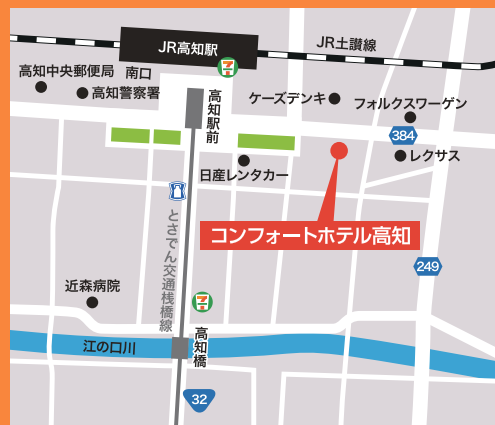 JR高知駅
JR土讃線
高知中央郵便局
南口
高知警察署
高知駅前
ケーズデンキ
フォルクスワーゲン
384
レクサス
日産レンタカー
コンフォートホテル高知
とさでん交通桟橋線
249
近森病院
高知橋
江の口川
32